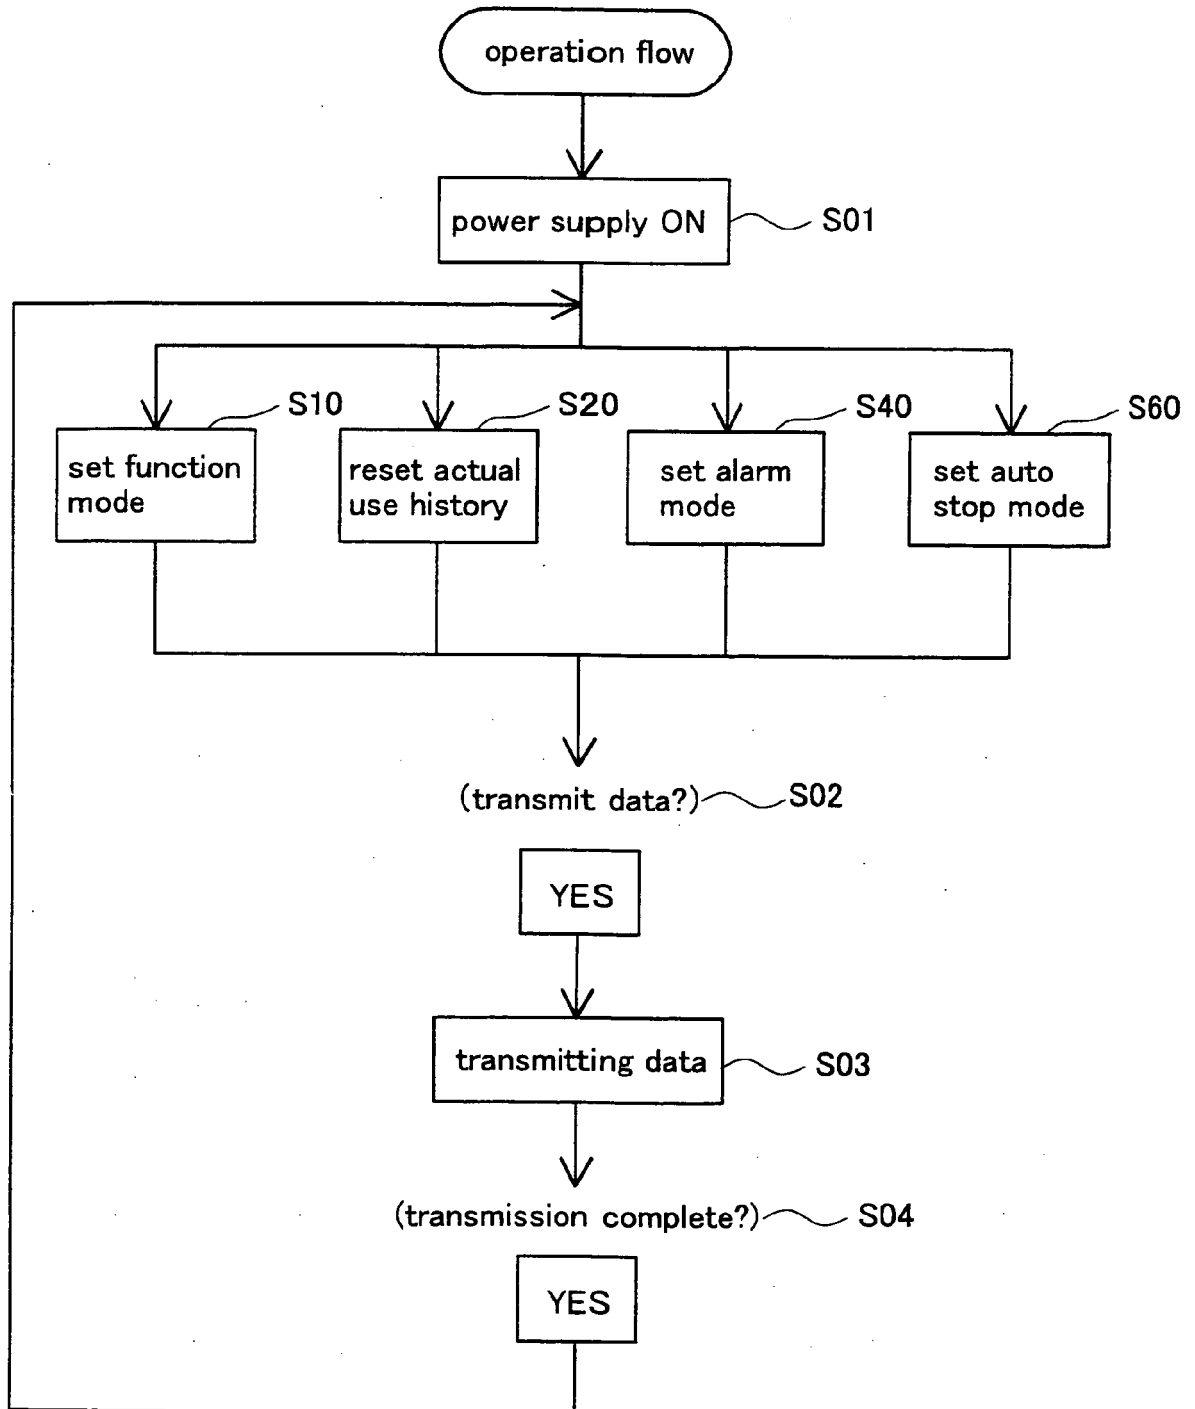 operation flow
power supply ON
S01
S10
S20
S40
S60
set function
mode
reset actual
use history
set alarm
mode
set auto
stop mode
(transmit data?)
S02
YES
transmitting data
S03
(transmission complete?)
S04
YES